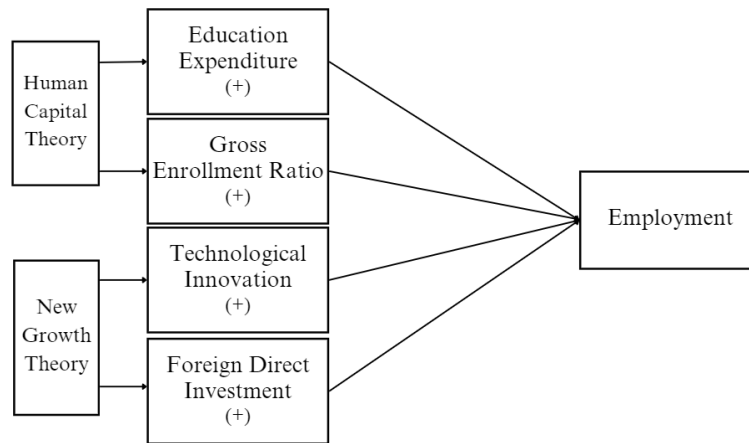 Human
Capital
Theory
Education
Expenditure
(+)
Gross
Enrollment Ratio
(+)
New
Growth
Theory
Technological
Innovation
(+)
Foreign Direct
Investment
(+)
Employment